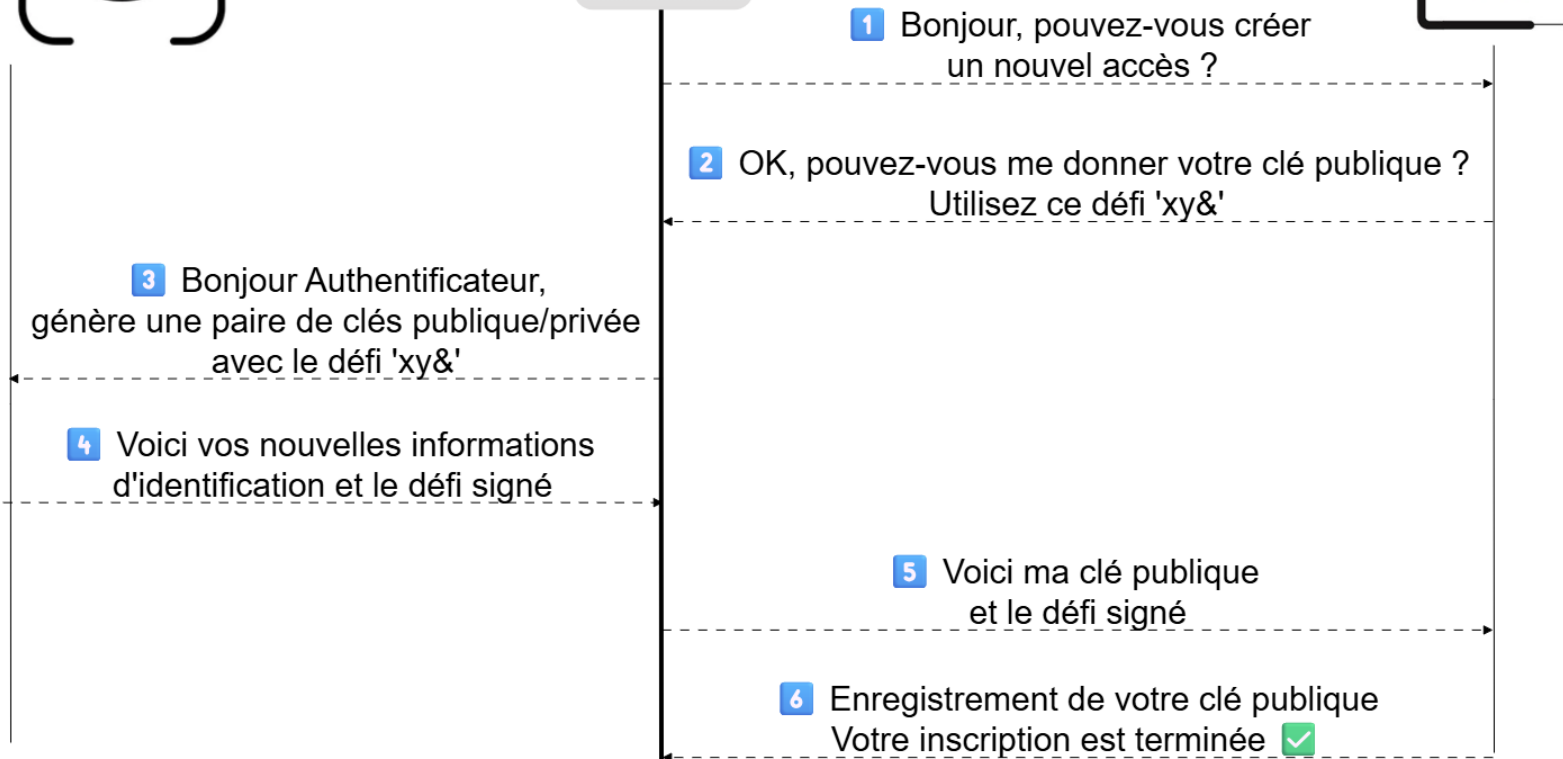 1 Bonjour, pouvez-vous créer
un nouvel accès ?
2 OK, pouvez-vous me donner votre clé publique ?
Utilisez ce défi 'xy&'
3 Bonjour Authentificateur,
génère une paire de clés publique/privée
avec le défi 'xy&'
4 Voici vos nouvelles informations
d'identification et le défi signé
5 Voici ma clé publique
et le défi signé
6 Enregistrement de votre clé publique
Votre inscription est terminée ✅